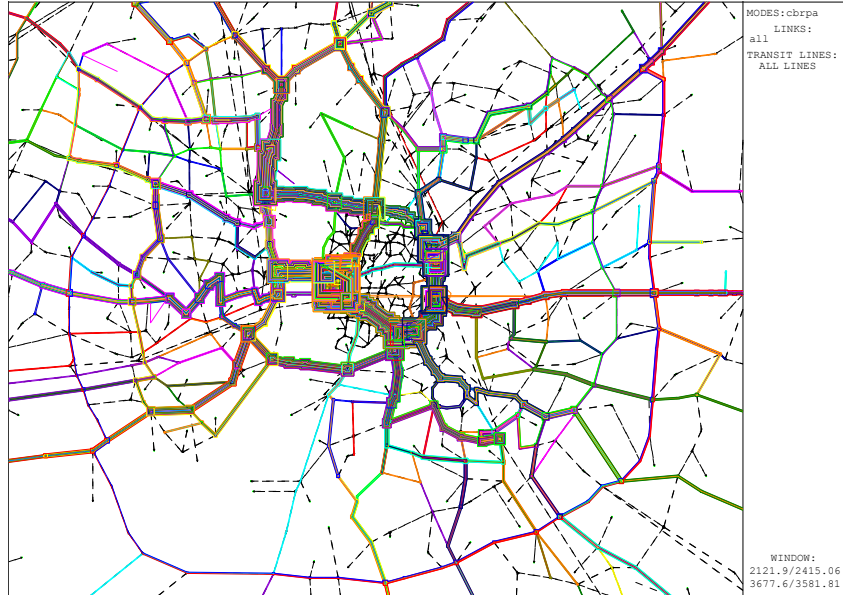 MODES:cbrpa
LINKS:
all
TRANSIT LINES:
ALL LINES
WINDOW:
2121.9/2415.06
3677.6/3581.81